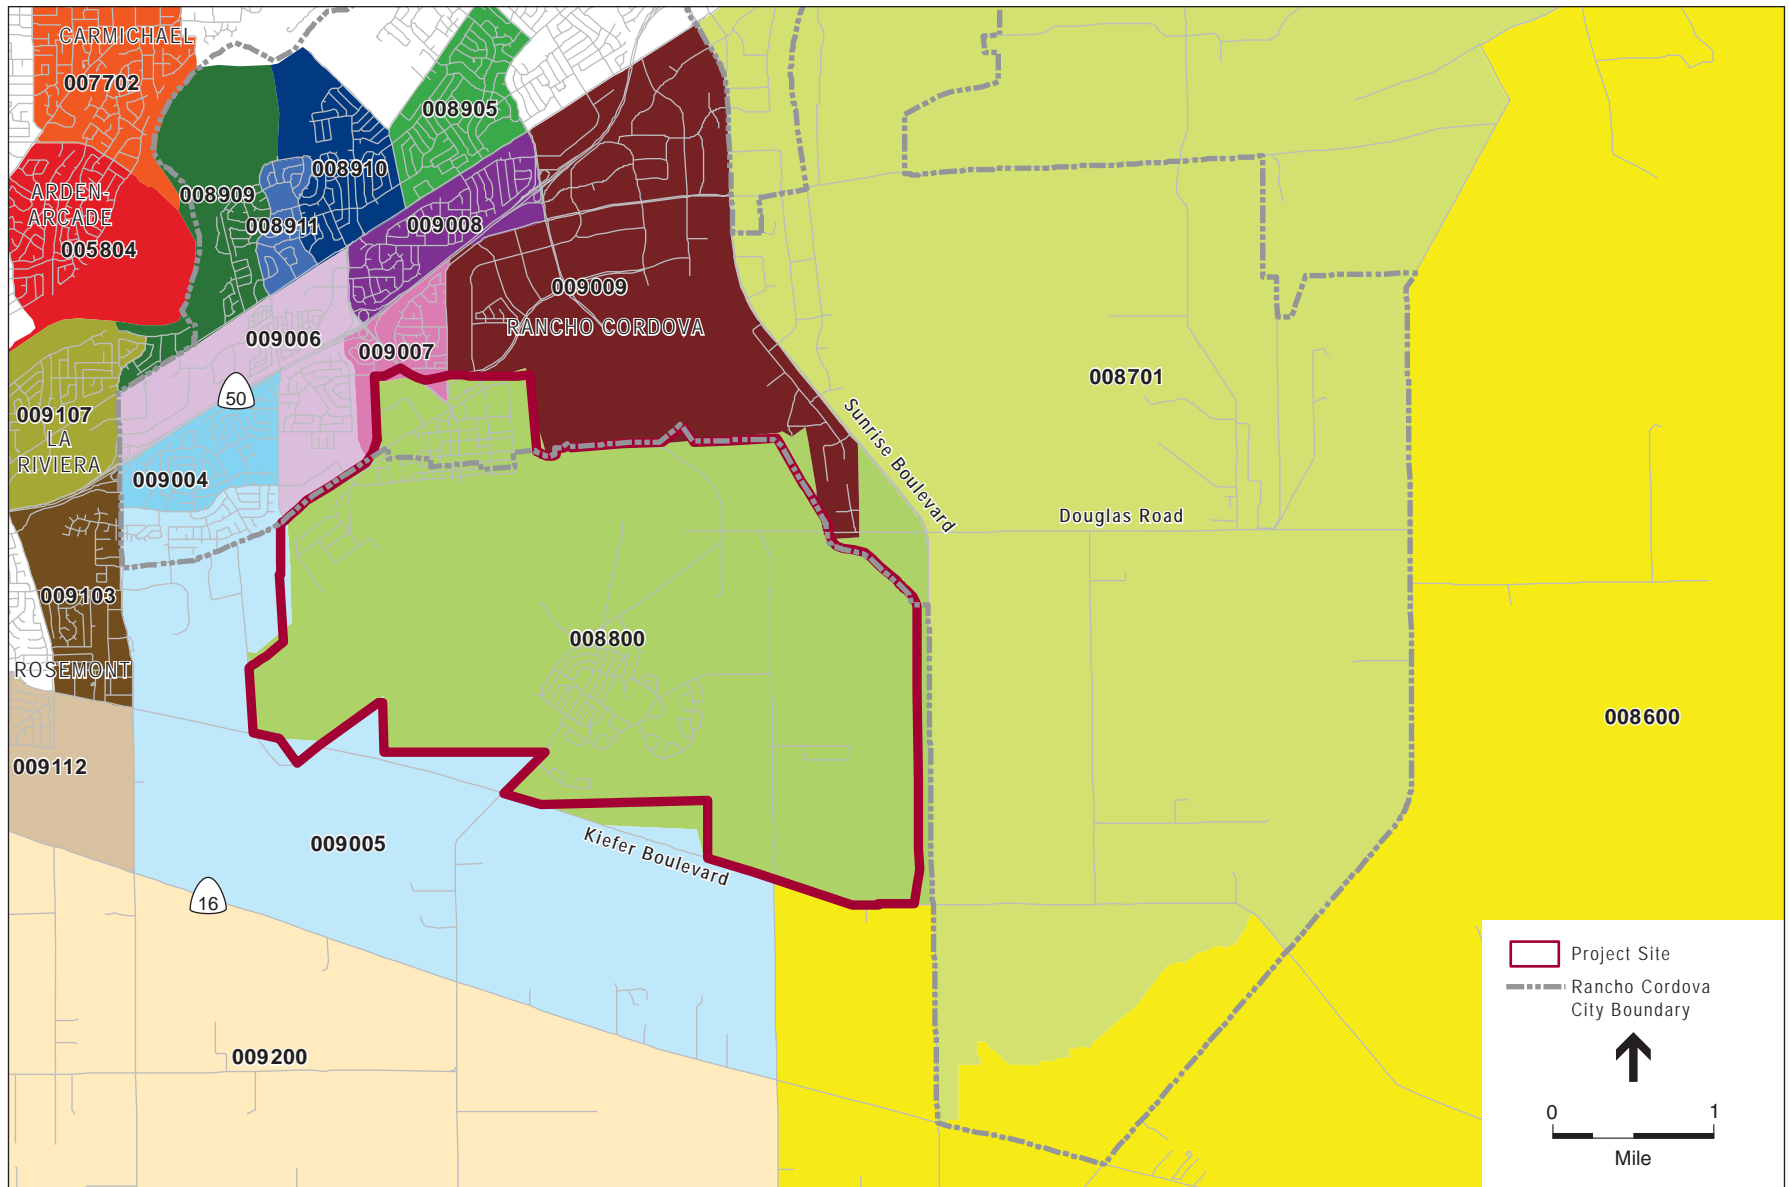 CARMICHAEL
007702
008905
008910
ARDEN-
ARCADE
008909
008911
009008
005804
009009
RANCHO CORDOVA
009006
009007
008701
50
009107
LA
RIVIERA
Sunrise Boulevard
009004
Douglas Road
009103
008800
ROSEMONT
008600
009112
009005
Kiefer Boulevard
16
009200
Project Site
Rancho Cordova
City Boundary
0 1
Mile